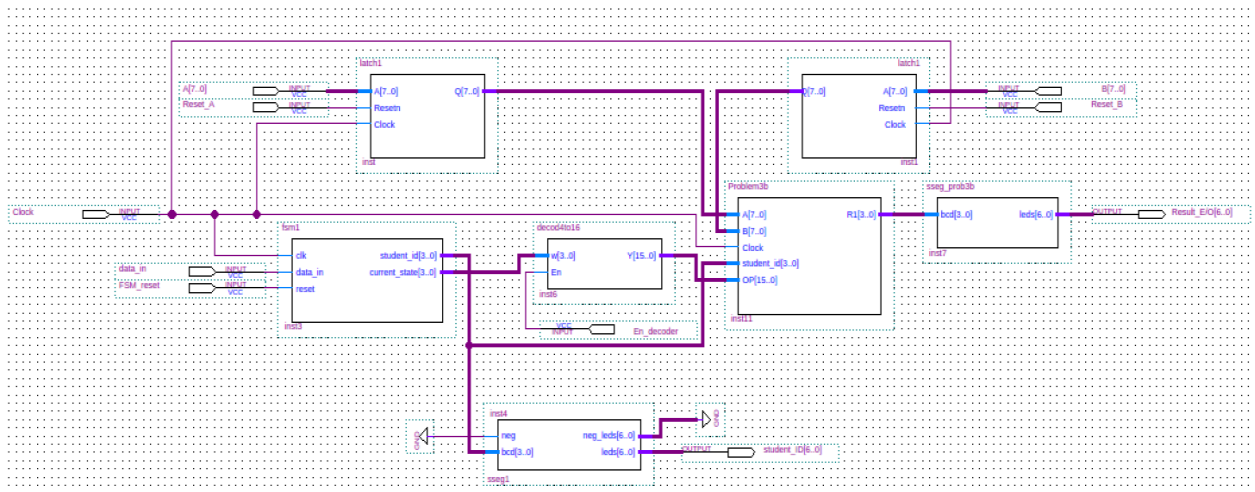 latch1
A[7..0]
INPUT
VCC
Reset_A
INPUT
VCC
A[7..0]
Q[7..0]
Resetn
Clock
inst
latch1
A[7..0]
Resetn
Clock
inst1
INPUT
VCC
B[7..0]
INPUT
VCC
Reset_B
Clock
INPUT
VCC
fsm1
clk
student_id[3..0]
data_in
current_state[3..0]
reset
inst3
data_in
INPUT
VCC
FSM_reset
INPUT
VCC
decod4to16
w[3..0]
Y[15..0]
En
inst6
VCC
INPUT
En_decoder
Problem3b
A[7..0]
R1[3..0]
B[7..0]
Clock
student_id[3..0]
OP[15..0]
inst11
sseg_prob3b
bcd[3..0]
leds[6..0]
inst7
OUTPUT
Result_E/O[6..0]
inst4
neg
neg_leds[6..0]
bcd[3..0]
leds[6..0]
sseg1
GND
GND
OUTPUT
student_ID[6..0]